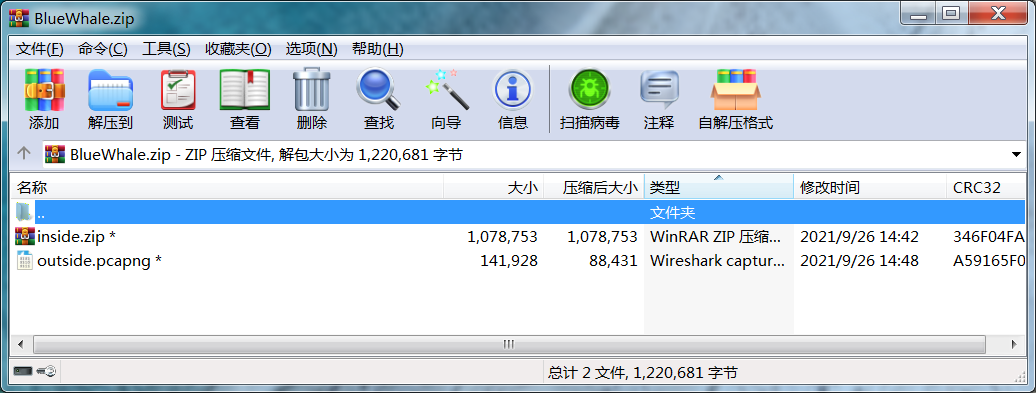 BlueWhale.zip
文件(F) 命令(C) 工具(S) 收藏夹(O) 选项(N) 帮助(H)
添加 解压到 测试 查看 删除 查找 向导 信息 扫描病毒 注释 自解压格式
BlueWhale.zip - ZIP 压缩文件, 解包大小为 1,220,681 字节
名称 大小 压缩后大小 类型 修改时间 CRC32
.. 文件夹
inside.zip * 1,078,753 1,078,753 WinRAR ZIP 压缩... 2021/9/26 14:42 346F04FA
outside.pcapng * 141,928 88,431 Wireshark captur... 2021/9/26 14:48 A59165F0
总计 2 文件, 1,220,681 字节